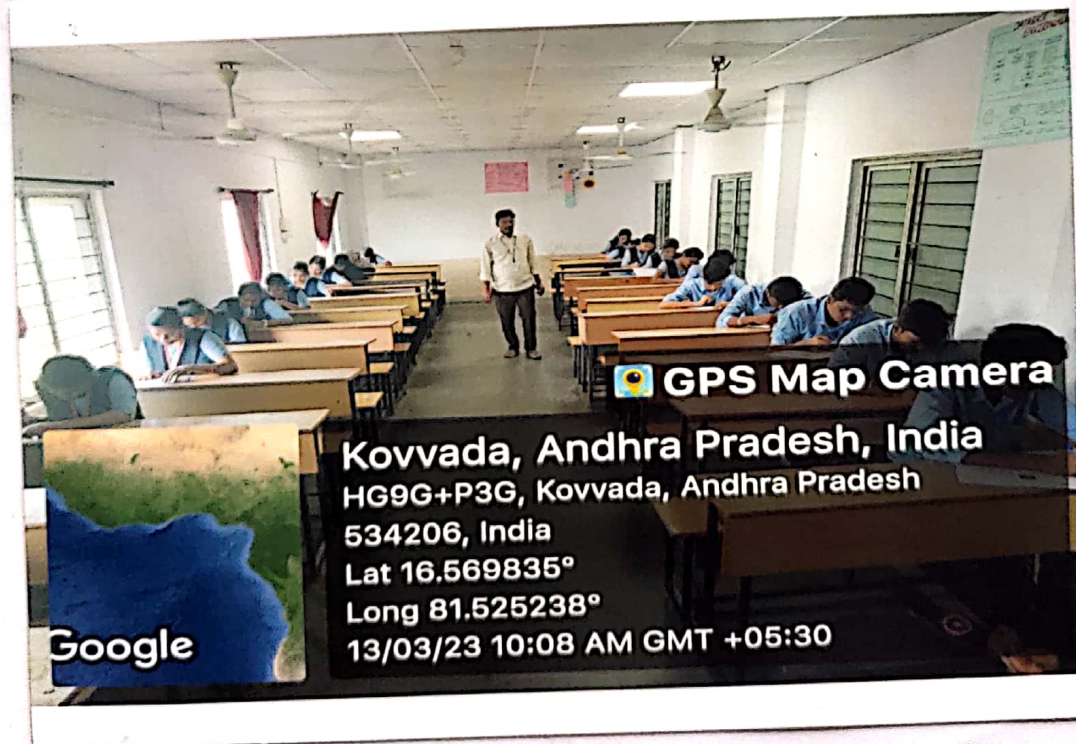 GPS Map Camera
Kovvada, Andhra Pradesh, India
HG9G+P3G, Kovvada, Andhra Pradesh
534206, India
Lat 16.569835°
Long 81.525238°
13/03/23 10:08 AM GMT +05:30
Google